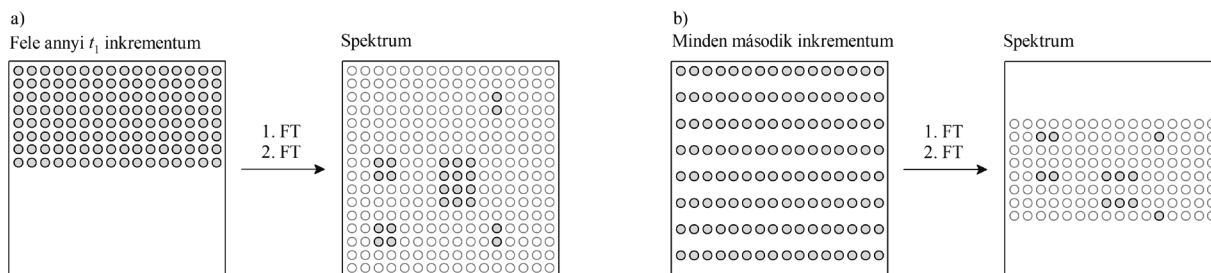 a)
Fele annyi t₁ inkrementum
Spektrum
1. FT
2. FT
b)
Minden második inkrementum
Spektrum
1. FT
2. FT